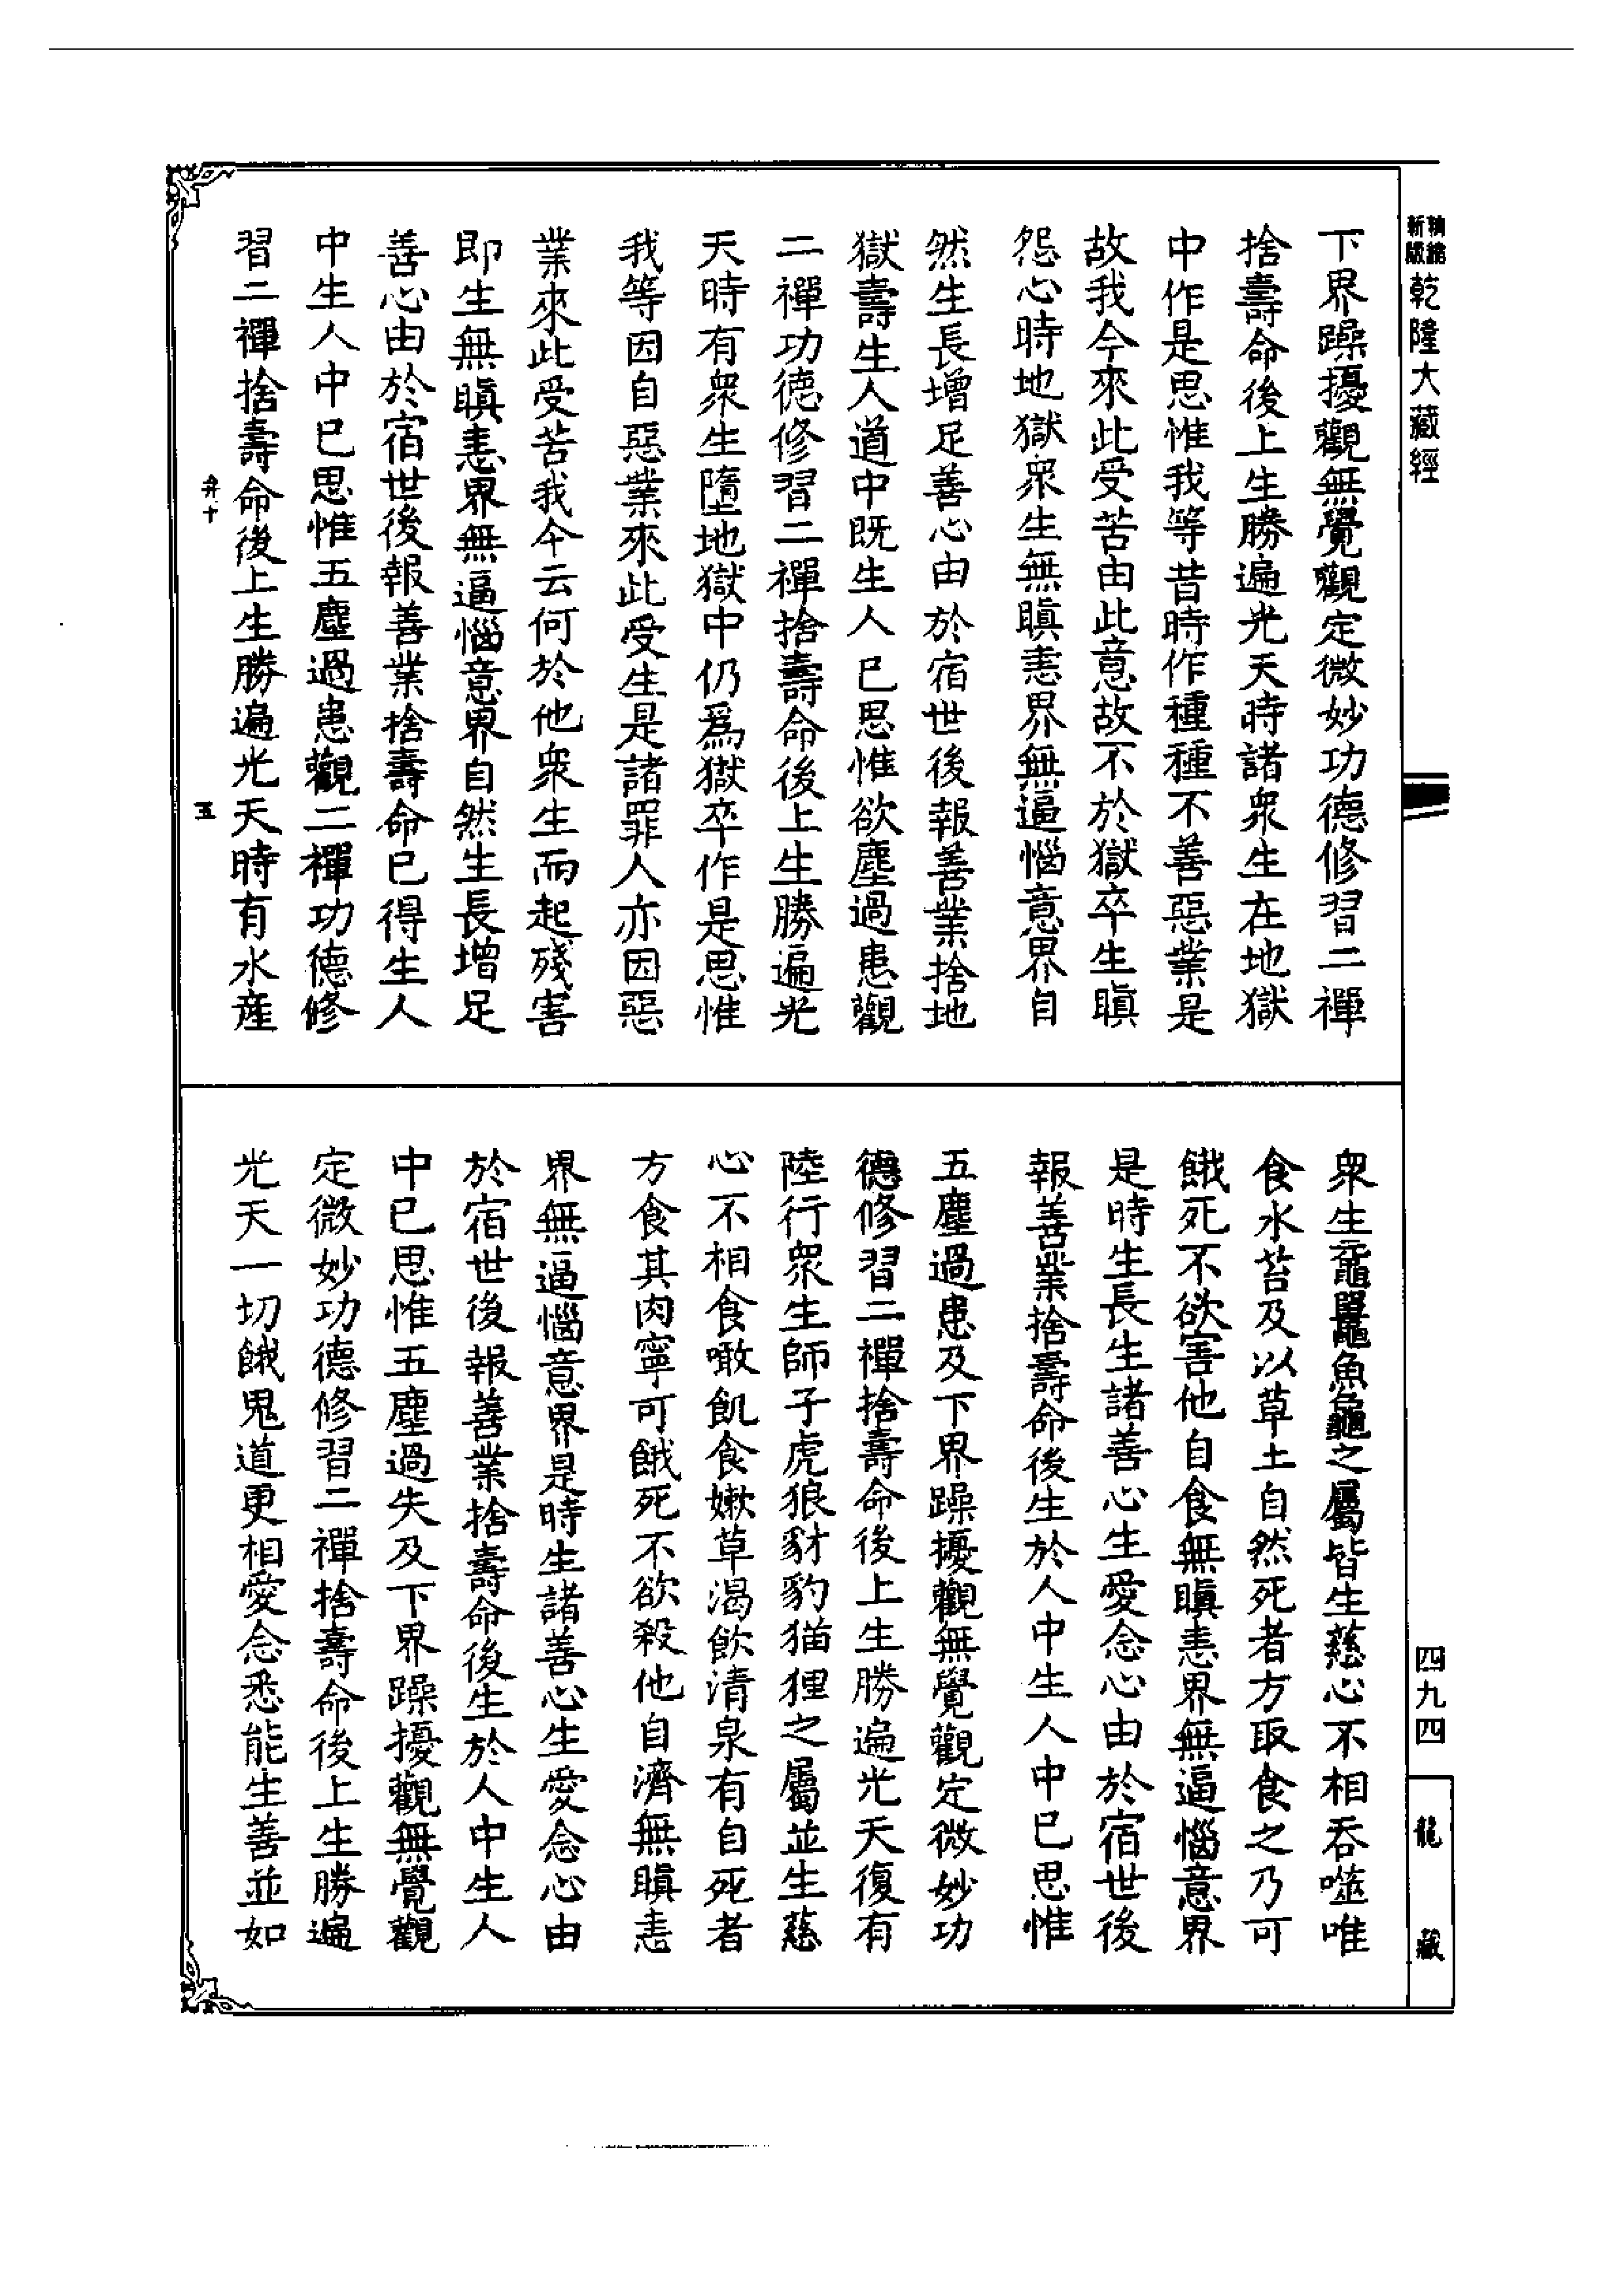 新版精縮乾隆大藏經
下界躁擾觀無覺觀定微妙功德修習二禪
捨壽命後上生勝遍光天時諸衆生在地獄
中作是思惟我等昔時作種種不善惡業是
故我今來此受苦由此意故不於獄卒生瞋
怨心時地獄衆生無瞋恚界無逼惱意界自
然生長增足善心由於宿世後報善業捨地
獄壽生人道中既生人已思惟欲塵過患觀
二禪功德修習二禪捨壽命後上生勝遍光
天時有衆生墮地獄中仍爲獄卒作是思惟
我等因自惡業來此受生是諸罪人亦因惡
業來此受苦我今云何於他衆生而起殘害
即生無瞋恚界無逼惱意界自然生長增足
善心由於宿世後報善業捨壽命已得生人
中生人中已思惟五塵過患觀二禪功德修
習二禪捨壽命後上生勝遍光天時有水産
弁十
五
衆生黿鼉魚龜之屬皆生慈心不相吞噬唯
食水苔及以草土自然死者方取食之乃可
餓死不欲害他自食無瞋恚界無逼惱意界
是時生長生諸善心生愛念心由於宿世後
報善業捨壽命後生於人中生人中已思惟
五塵過患及下界躁擾觀無覺觀定微妙功
德修習二禪捨壽命後上生勝遍光天復有
陸行衆生師子虎狼豺豹猫狸之屬並生慈
心不相食噉飢食嫰草渴飲清泉有自死者
方食其肉寧可餓死不欲殺他自濟無瞋恚
界無逼惱意界是時生諸善心生愛念心由
於宿世後報善業捨壽命後生於人中生人
中已思惟五塵過失及下界躁擾觀無覺觀
定微妙功德修習二禪捨壽命後上生勝遍
光天一切餓鬼道更相愛念悉能生善並如
四九四
龍藏